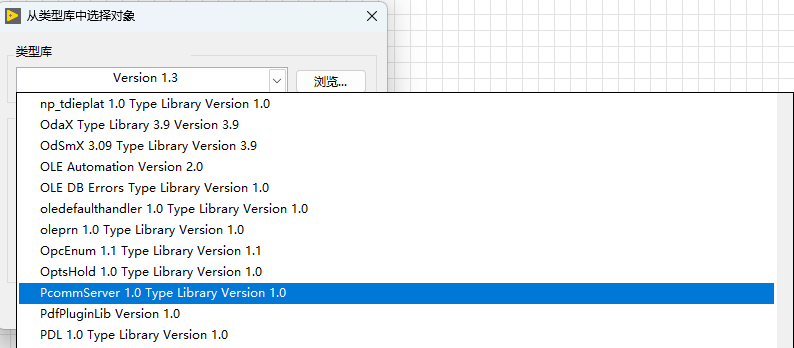 从类型库中选择对象
类型库
Version 1.3
浏览...
np_tdieplat 1.0 Type Library Version 1.0
OdaX Type Library 3.9 Version 3.9
OdSmX 3.09 Type Library Version 3.9
OLE Automation Version 2.0
OLE DB Errors Type Library Version 1.0
oledefaulthandler 1.0 Type Library Version 1.0
oleprn 1.0 Type Library Version 1.0
OpcEnum 1.1 Type Library Version 1.1
OptsHold 1.0 Type Library Version 1.0
PcommServer 1.0 Type Library Version 1.0
PdfPluginLib Version 1.0
PDL 1.0 Type Library Version 1.0